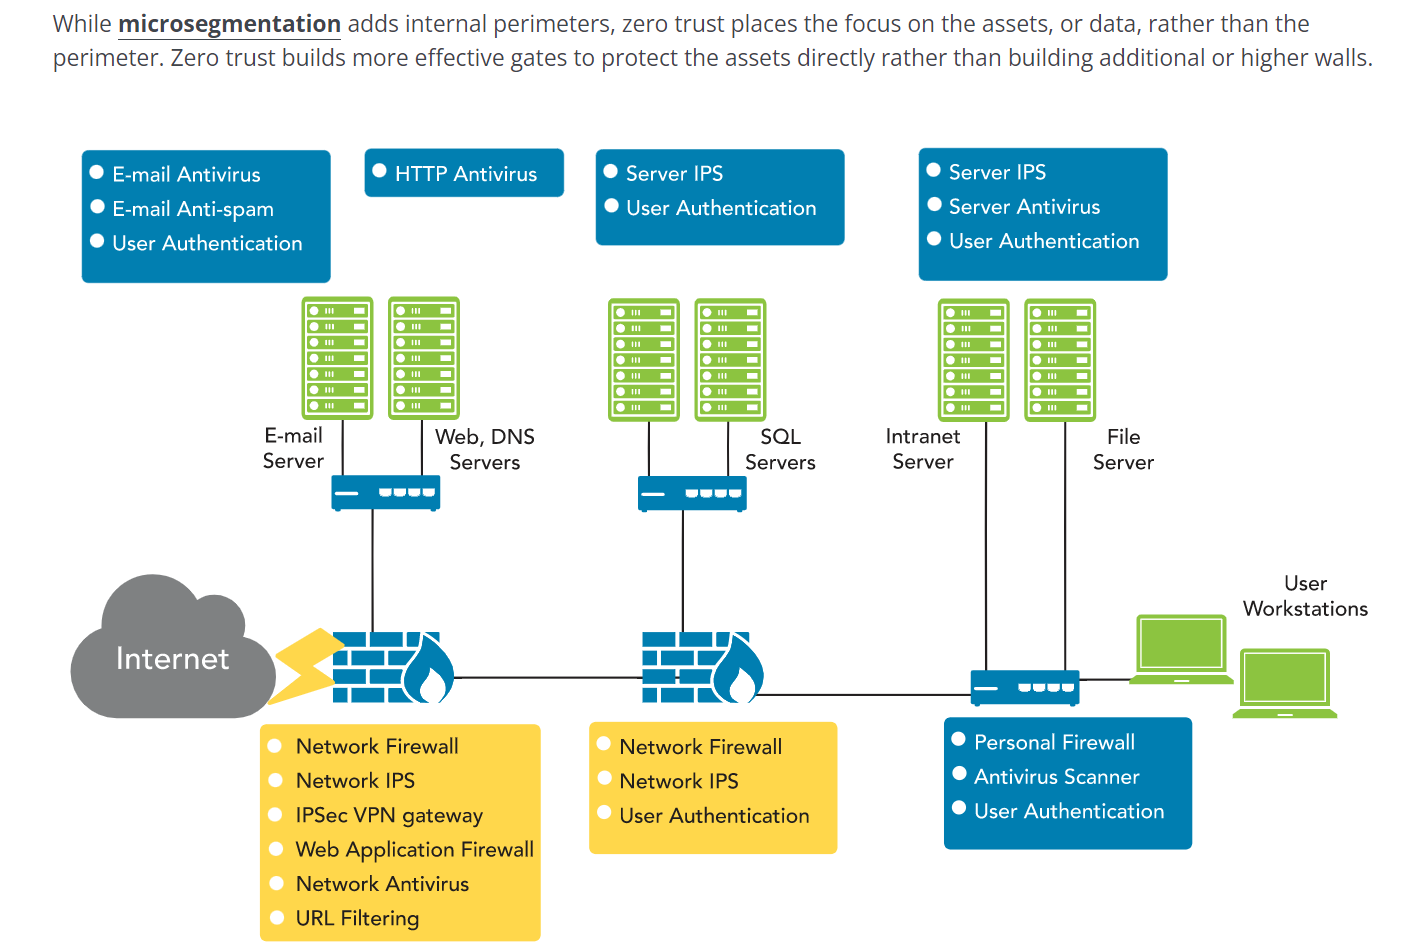 While microsegmentation adds internal perimeters, zero trust places the focus on the assets, or data, rather than the
perimeter. Zero trust builds more effective gates to protect the assets directly rather than building additional or higher walls.
E-mail Antivirus
E-mail Anti-spam
User Authentication
HTTP Antivirus
Server IPS
User Authentication
Server IPS
Server Antivirus
User Authentication
E-mail
Server
Web, DNS
Servers
SQL
Servers
Intranet
Server
File
Server
User
Workstations
Internet
Network Firewall
Network IPS
IPSec VPN gateway
Web Application Firewall
Network Antivirus
URL Filtering
Network Firewall
Network IPS
User Authentication
Personal Firewall
Antivirus Scanner
User Authentication